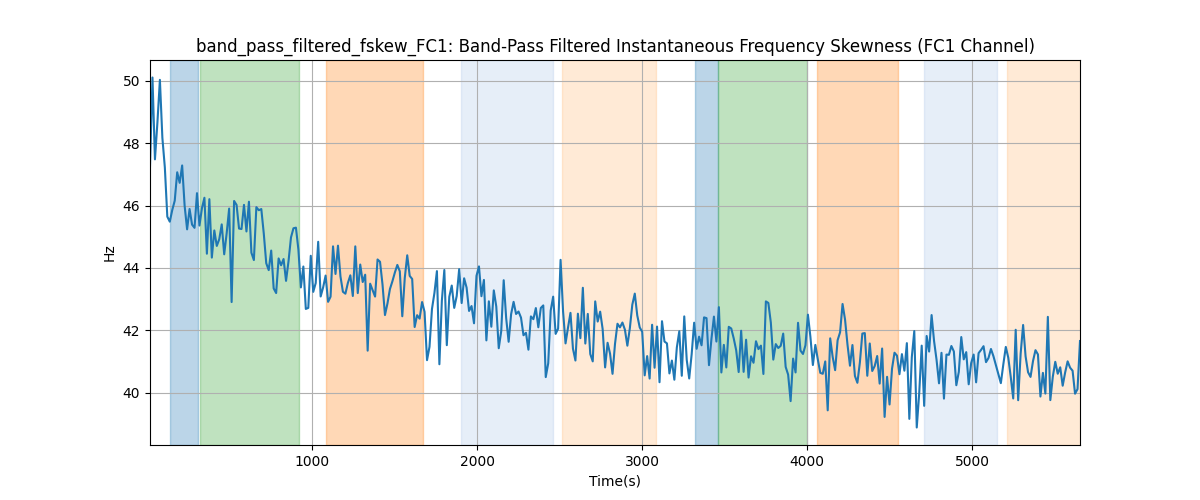 band_pass_filtered_fskew_FC1: Band-Pass Filtered Instantaneous Frequency Skewness (FC1 Channel)
50
48
46
44
42
40
Hz
1000 2000 3000 4000 5000
Time(s)